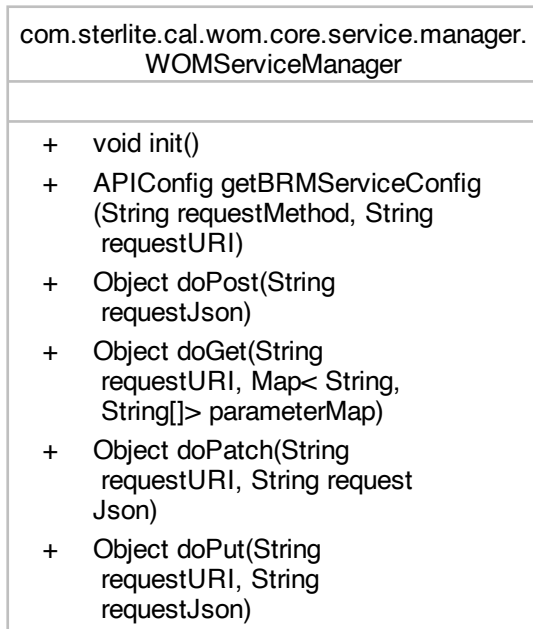 com.sterlite.cal.wom.core.service.manager.
WOMServiceManager
+ void init()
+ APIConfig getBRMServiceConfig
(String requestMethod, String
requestURI)
+ Object doPost(String
requestJson)
+ Object doGet(String
requestURI, Map< String,
String[]> parameterMap)
+ Object doPatch(String
requestURI, String request
Json)
+ Object doPut(String
requestURI, String
requestJson)